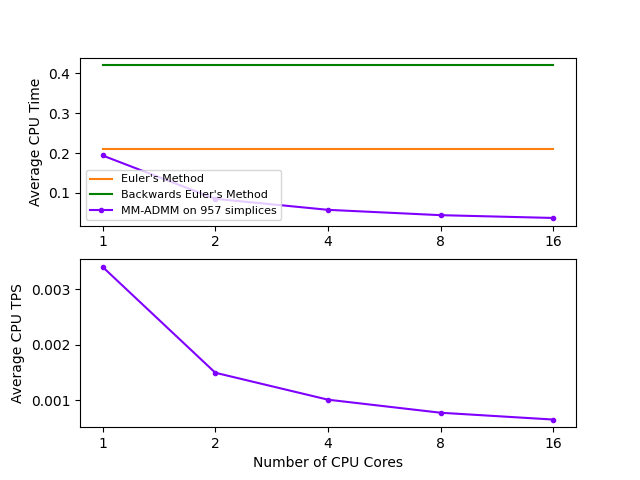 0.4
0.3
0.2
0.1
Average CPU Time
Euler's Method
Backwards Euler's Method
MM-ADMM on 957 simplices
1 2 4 8 16
0.003
0.002
0.001
Average CPU TPS
1 2 4 8 16
Number of CPU Cores